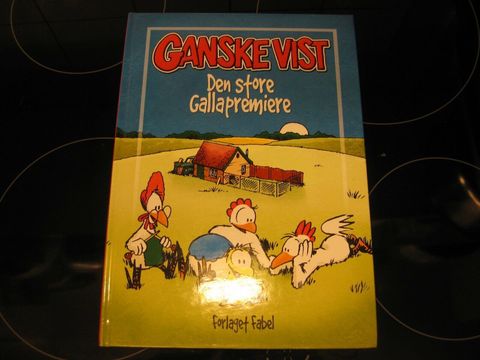 GANSKE VIST
Den store
Gallapremiere
forlaget fabel